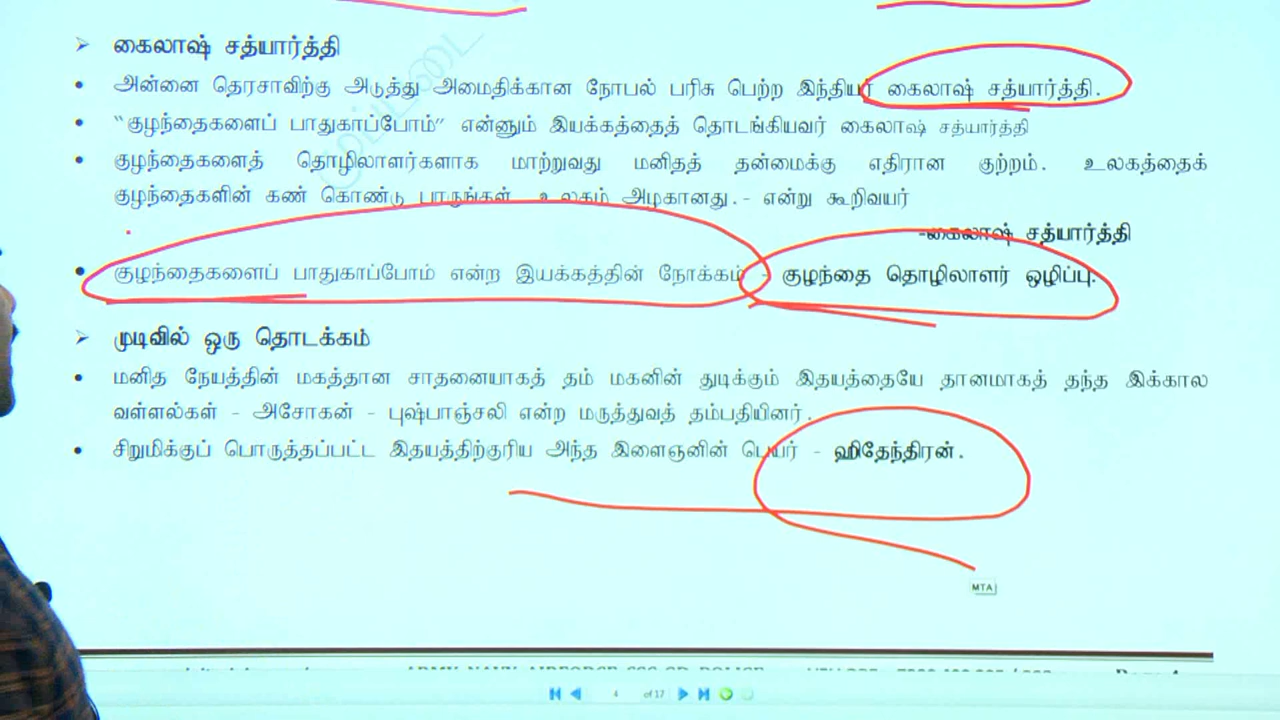 ➢ கைலாஷ் சத்யார்த்தி
• அன்னை தெரசாவிற்கு அடுத்து அமைதிக்கான நோபல் பரிசு பெற்ற இந்தியர் கைலாஷ் சத்யார்த்தி.
• “குழந்தைகளைப் பாதுகாப்போம்” என்னும் இயக்கத்தைத் தொடங்கியவர் கைலாஷ் சத்யார்த்தி
• குழந்தைகளைத் தொழிலாளர்களாக மாற்றுவது மனிதத் தன்மைக்கு எதிரான குற்றம். உலகத்தைக்
குழந்தைகளின் கண் கொண்டு பாருங்கள் உலகம் அழகானது.- என்று கூறிவயர்
-கைலாஷ் சத்யார்த்தி
• குழந்தைகளைப் பாதுகாப்போம் என்ற இயக்கத்தின் நோக்கம் - குழந்தை தொழிலாளர் ஒழிப்பு.
➢ முடிவில் ஒரு தொடக்கம்
• மனித நேயத்தின் மகத்தான சாதனையாகத் தம் மகனின் துடிக்கும் இதயத்தையே தானமாகத் தந்த இக்கால
வள்ளல்கள் - அசோகன் - புஷ்பாஞ்சலி என்ற மருத்துவத் தம்பதியினர்.
• சிறுமிக்குப் பொருத்தப்பட்ட இதயத்திற்குரிய அந்த இளைஞனின் பெயர் - ஹிதேந்திரன்.
MTA
4 of 17